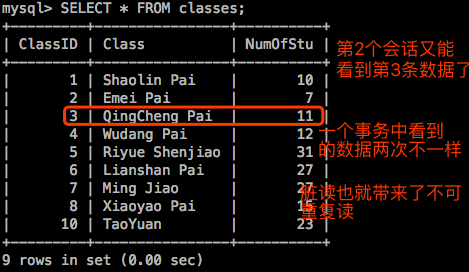 mysql> SELECT * FROM classes;
+---------+----------------+----------+
| ClassID | Class | NumOfStu |
+---------+----------------+----------+
| 1 | Shaolin Pai | 10 |
| 2 | Emei Pai | 7 |
| 3 | QingCheng Pai | 11 |
| 4 | Wudang Pai | 12 |
| 5 | Riyue Shenjiao | 31 |
| 6 | Lianshan Pai | 27 |
| 7 | Ming Jiao | 27 |
| 8 | Xiaoyao Pai | 15 |
| 10 | TaoYuan | 23 |
+---------+----------------+----------+
9 rows in set (0.00 sec)
第2个会话又能
看到第3条数据了
一个事务中看到
的数据两次不一样
脏读也就带来了不可
重复读